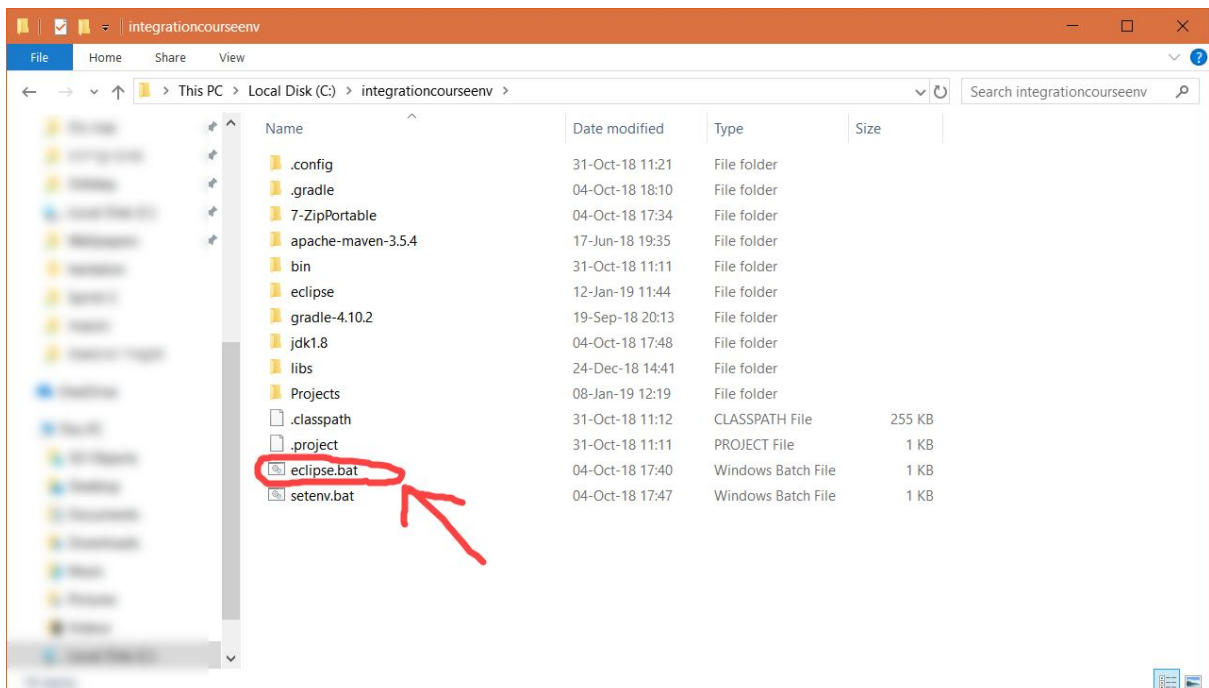 integrationcourseenv
File Home Share View
This PC > Local Disk (C:) > integrationcourseenv > Search integrationcourseenv
Name Date modified Type Size
.config 31-Oct-18 11:21 File folder
.gradle 04-Oct-18 18:10 File folder
7-ZipPortable 04-Oct-18 17:34 File folder
apache-maven-3.5.4 17-Jun-18 19:35 File folder
bin 31-Oct-18 11:11 File folder
eclipse 12-Jan-19 11:44 File folder
gradle-4.10.2 19-Sep-18 20:13 File folder
jdk1.8 04-Oct-18 17:48 File folder
libs 24-Dec-18 14:41 File folder
Projects 08-Jan-19 12:19 File folder
.classpath 31-Oct-18 11:12 CLASSPATH File 255 KB
.project 31-Oct-18 11:11 PROJECT File 1 KB
eclipse.bat 04-Oct-18 17:40 Windows Batch File 1 KB
setenv.bat 04-Oct-18 17:47 Windows Batch File 1 KB